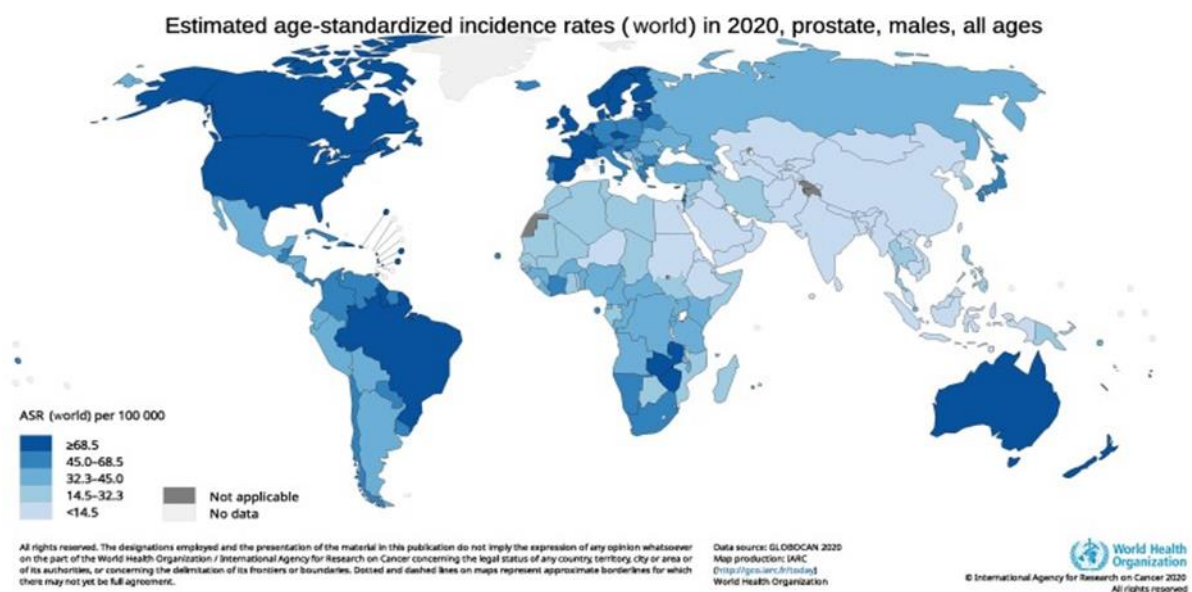 Estimated age-standardized incidence rates (world) in 2020, prostate, males, all ages
ASR (world) per 100 000
≥68.5
45.0–68.5
32.3–45.0
14.5–32.3
<14.5
Not applicable
No data
All rights reserved. The designations employed and the presentation of the material in this publication do not imply the expression of any opinion whatsoever
on the part of the World Health Organization / International Agency for Research on Cancer concerning the legal status of any country, territory, city or area or
of its authorities, or concerning the delimitation of its frontiers or boundaries. Dotted and dashed lines on maps represent approximate borderlines for which
there may not yet be full agreement.
Data source: GLOBOCAN 2020
Map production: IARC
(http://gco.iarc.fr/today)
World Health Organization
World Health
Organization
© International Agency for Research on Cancer 2020
All rights reserved